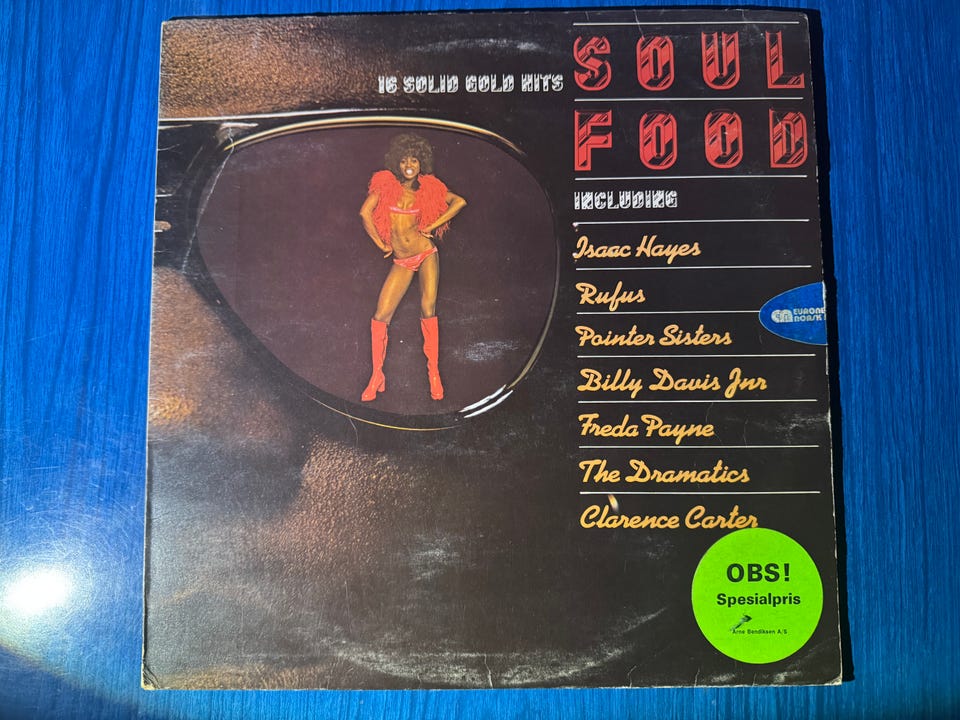 16 SOLID GOLD HITS
SOUL
FOOD
INCLUDING
Isaac Hayes
Rufus
Pointer Sisters
Billy Davis Jnr
Freda Payne
The Dramatics
Clarence Carter
OBS!
Spesialpris
Arne Bendiksen A/S